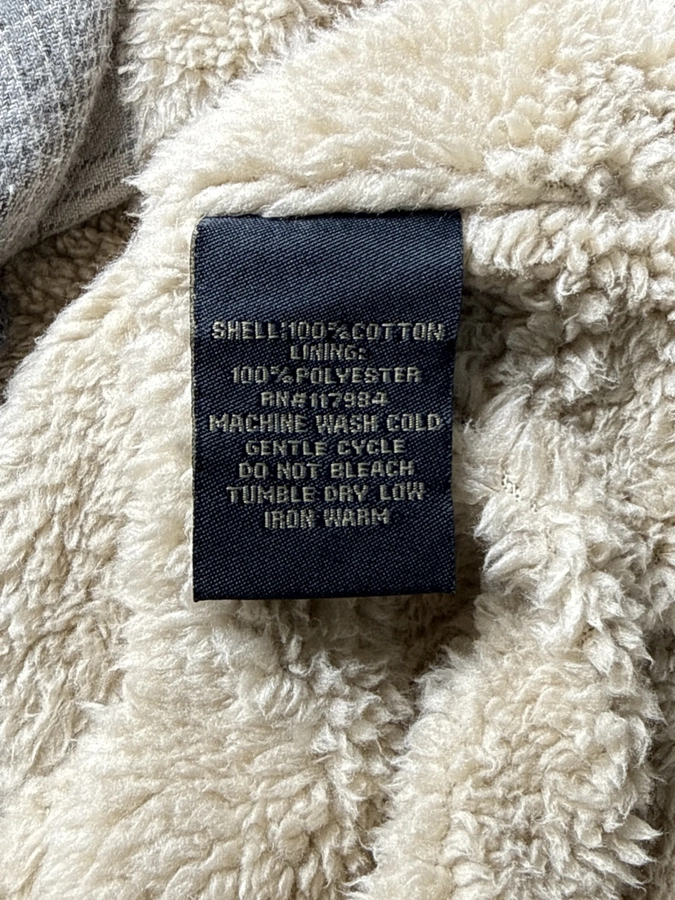 SHELL:100%COTTON
LINING:
100%POLYESTER
RN#117984
MACHINE WASH COLD
GENTLE CYCLE
DO NOT BLEACH
TUMBLE DRY LOW
IRON WARM